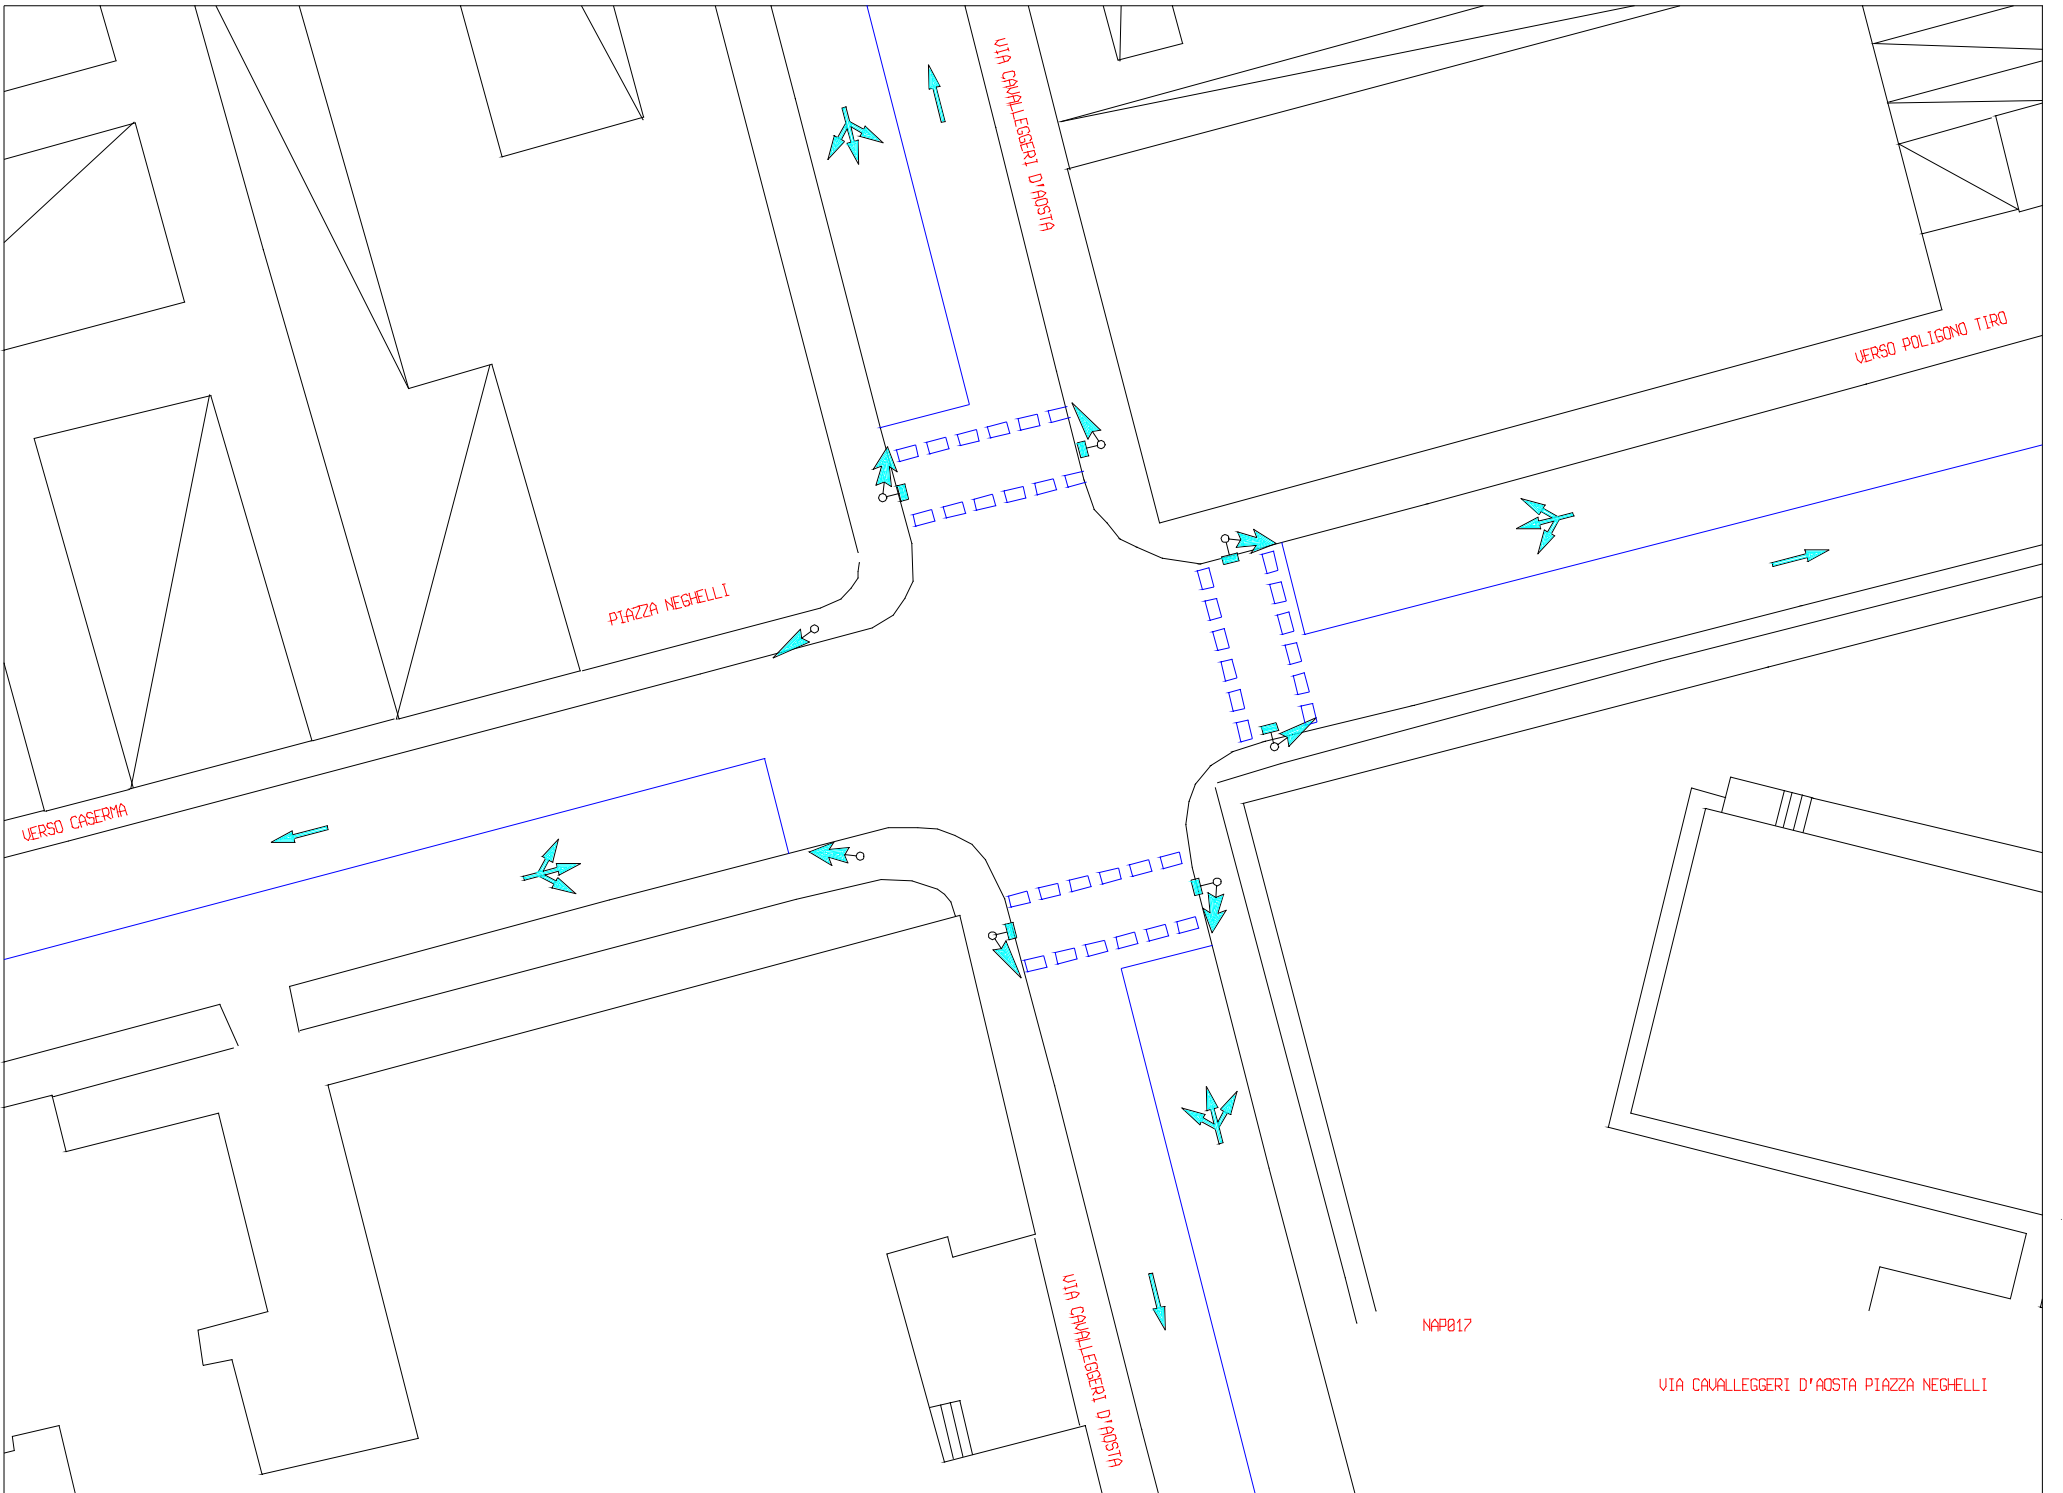 VIA CAVALLEGGERI D'AOSTA
VERSO POLIGONO TIRO
PIAZZA NEGHELLI
VERSO CASERMA
VIA CAVALLEGGERI D'AOSTA
NAP017
VIA CAVALLEGGERI D'AOSTA PIAZZA NEGHELLI